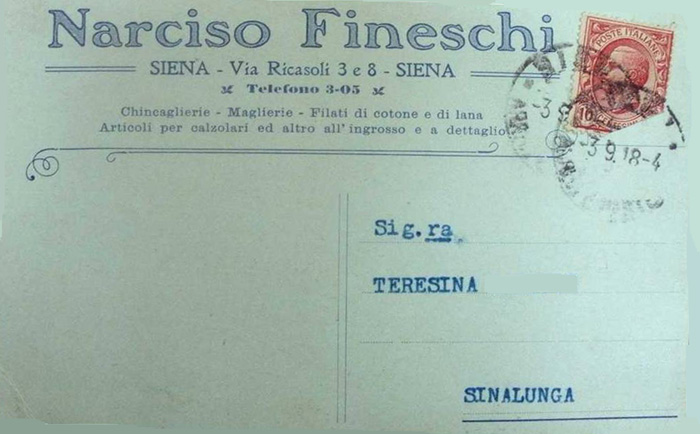 Narciso Fineschi
SIENA - Via Ricasoli 3 e 8 - SIENA
Telefono 3-05
Chincaglierie - Maglierie - Filati di cotone e di lana
Articoli per calzolari ed altro all'ingrosso e a dettaglio
POSTE ITALIANE
10
3 9.18-4
Sig.ra
TERESINA
SINALUNGA